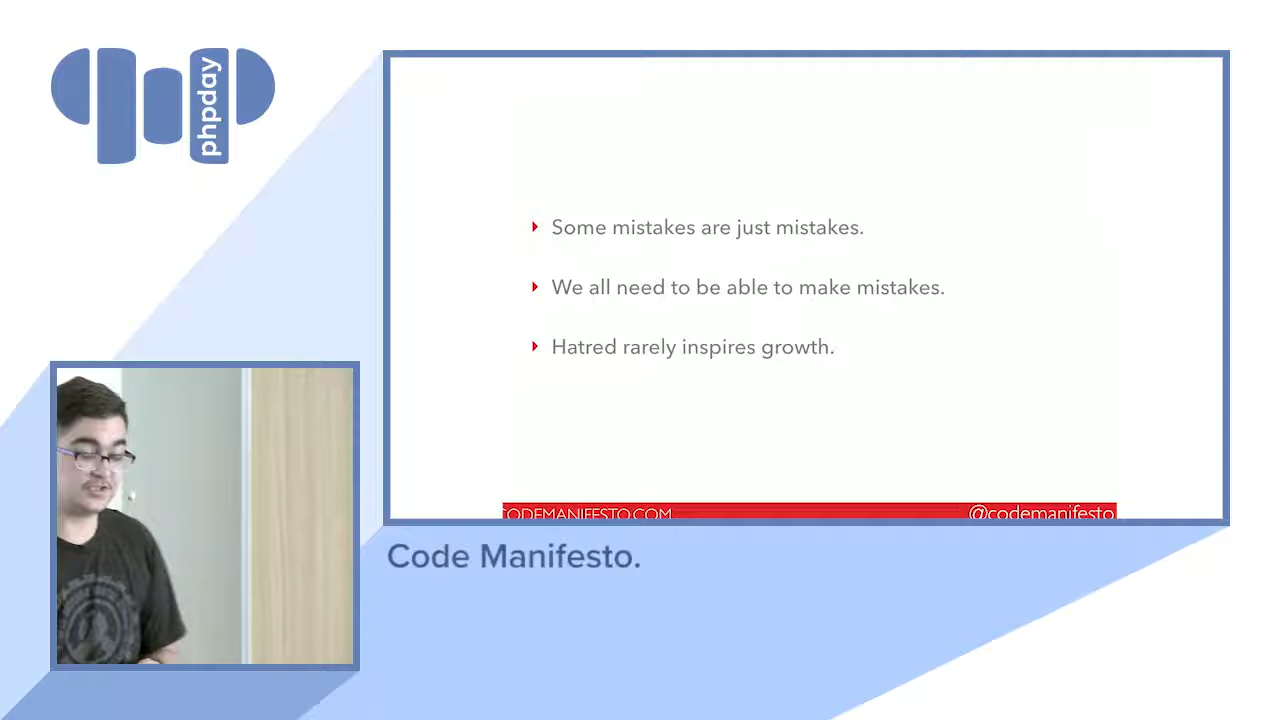 phpday
Some mistakes are just mistakes.
We all need to be able to make mistakes.
Hatred rarely inspires growth.
CODEMANIFESTO.COM
@codemanifesto
Code Manifesto.